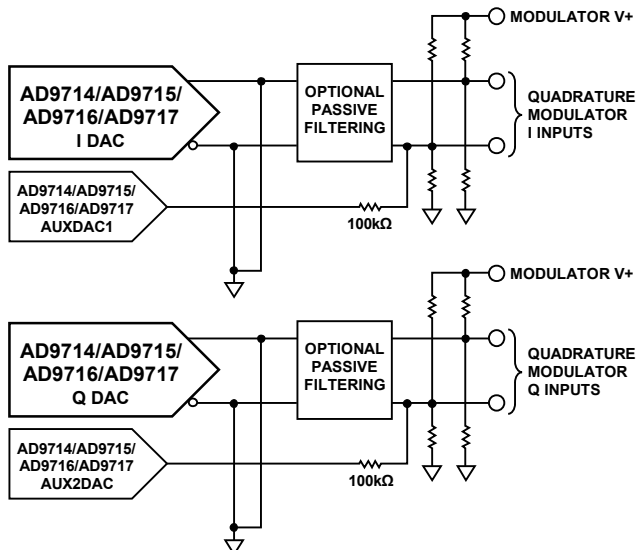 MODULATOR V+
AD9714/AD9715/
AD9716/AD9717
I DAC
OPTIONAL
PASSIVE
FILTERING
QUADRATURE
MODULATOR
I INPUTS
AD9714/AD9715/
AD9716/AD9717
AUXDAC1
100kΩ
MODULATOR V+
AD9714/AD9715/
AD9716/AD9717
Q DAC
OPTIONAL
PASSIVE
FILTERING
QUADRATURE
MODULATOR
Q INPUTS
AD9714/AD9715/
AD9716/AD9717
AUX2DAC
100kΩ